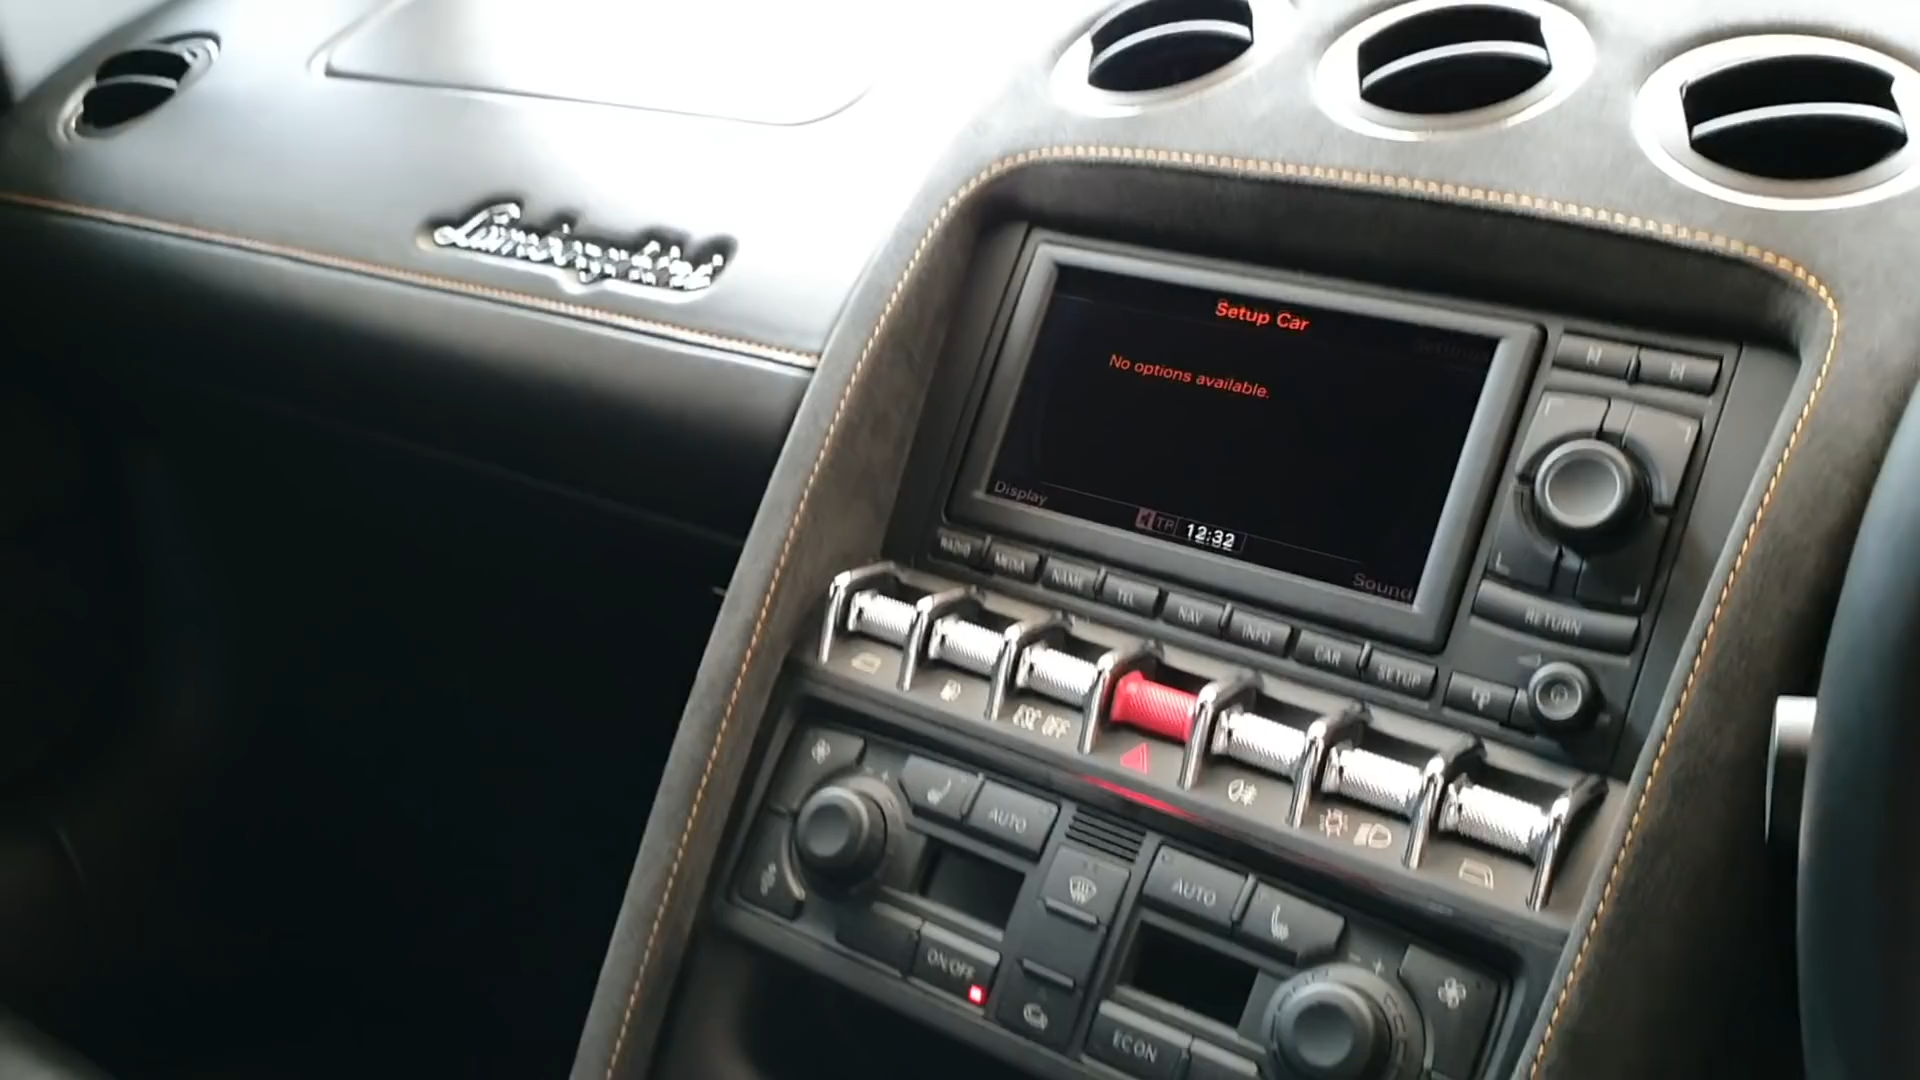 Lamborghini
Setup Car
No options available.
Display
TP 12:32
Sound
RADIO MEDIA NAME TEL NAV INFO CAR SETUP
RETURN
ESC OFF
AUTO
AUTO
ON/OFF
ECON